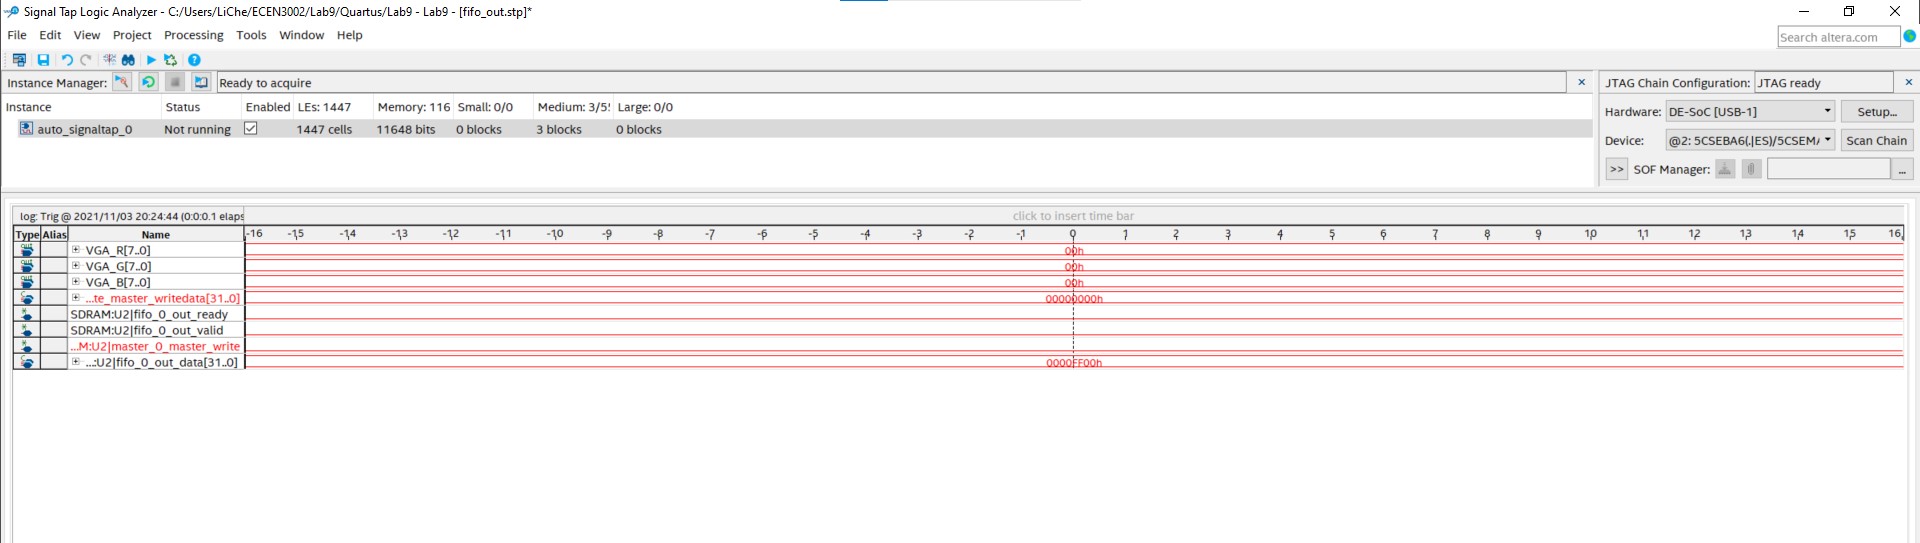 Signal Tap Logic Analyzer - C:/Users/LiChe/ECEN3002/Lab9/Quartus/Lab9 - Lab9 - [fifo_out.stp]*
File Edit View Project Processing Tools Window Help
Search altera.com
Instance Manager: Ready to acquire
JTAG Chain Configuration: JTAG ready
Instance Status Enabled LEs: 1447 Memory: 116 Small: 0/0 Medium: 3/5! Large: 0/0
auto_signaltap_0 Not running 1447 cells 11648 bits 0 blocks 3 blocks 0 blocks
Hardware: DE-SoC [USB-1] Setup...
Device: @2: 5CSEBA6(.|ES)/5CSEM Scan Chain
>> SOF Manager: ...
log: Trig @ 2021/11/03 20:24:44 (0:0:0.1 elaps
click to insert time bar
Type Alias Name -16 -15 -14 -13 -12 -11 -10 -9 -8 -7 -6 -5 -4 -3 -2 -1 0 1 2 3 4 5 6 7 8 9 10 11 12 13 14 15 16
VGA_R[7..0] 00h
VGA_G[7..0] 00h
VGA_B[7..0] 00h
...te_master_writedata[31..0] 00000000h
SDRAM:U2|fifo_0_out_ready
SDRAM:U2|fifo_0_out_valid
...M:U2|master_0_master_write
...:U2|fifo_0_out_data[31..0] 0000FF00h